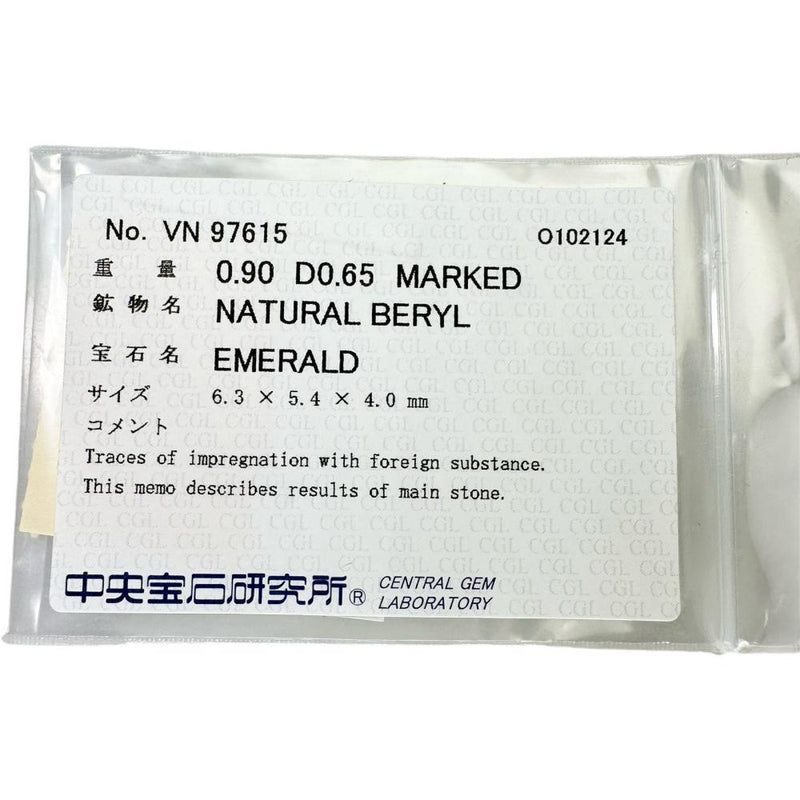 No. VN 97615 O102124
重量 0.90 D0.65 MARKED
鉱物名 NATURAL BERYL
宝石名 EMERALD
サイズ 6.3 × 5.4 × 4.0 mm
コメント
Traces of impregnation with foreign substance.
This memo describes results of main stone.
中央宝石研究所® CENTRAL GEM
LABORATORY